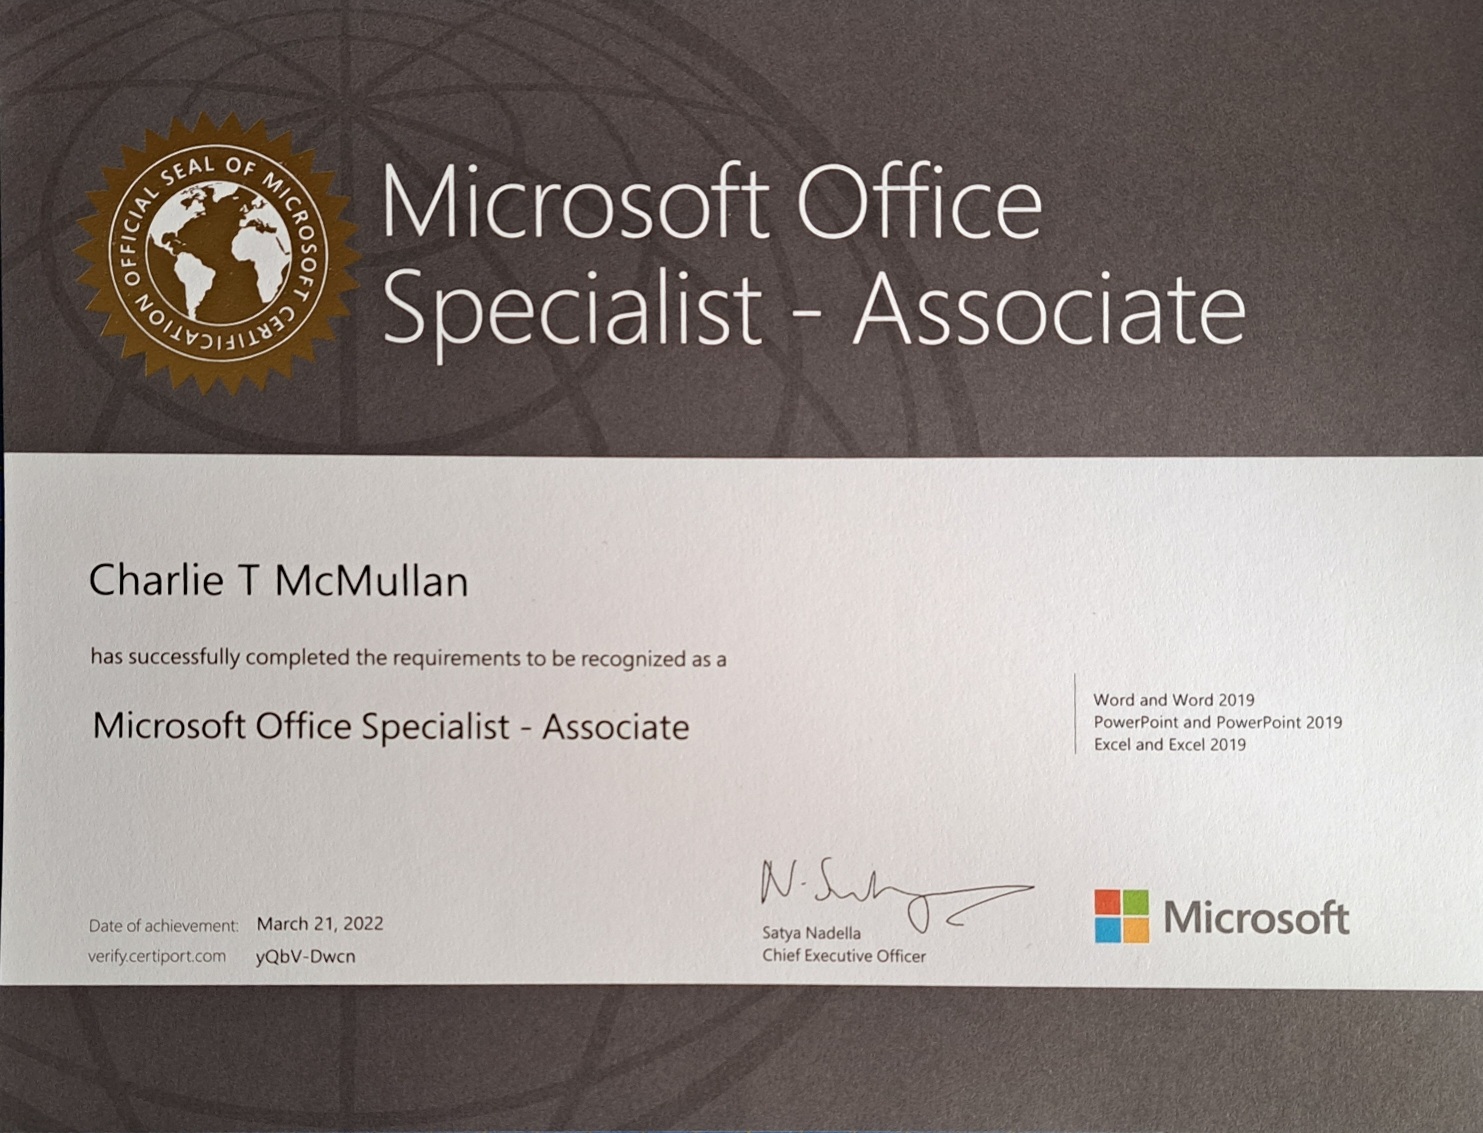 OFFICIAL SEAL OF MICROSOFT CERTIFICATION
Microsoft Office
Specialist - Associate
Charlie T McMullan
has successfully completed the requirements to be recognized as a
Microsoft Office Specialist - Associate
Word and Word 2019
PowerPoint and PowerPoint 2019
Excel and Excel 2019
Date of achievement: March 21, 2022
verify.certiport.com yQbV-Dwcn
Satya Nadella
Chief Executive Officer
Microsoft